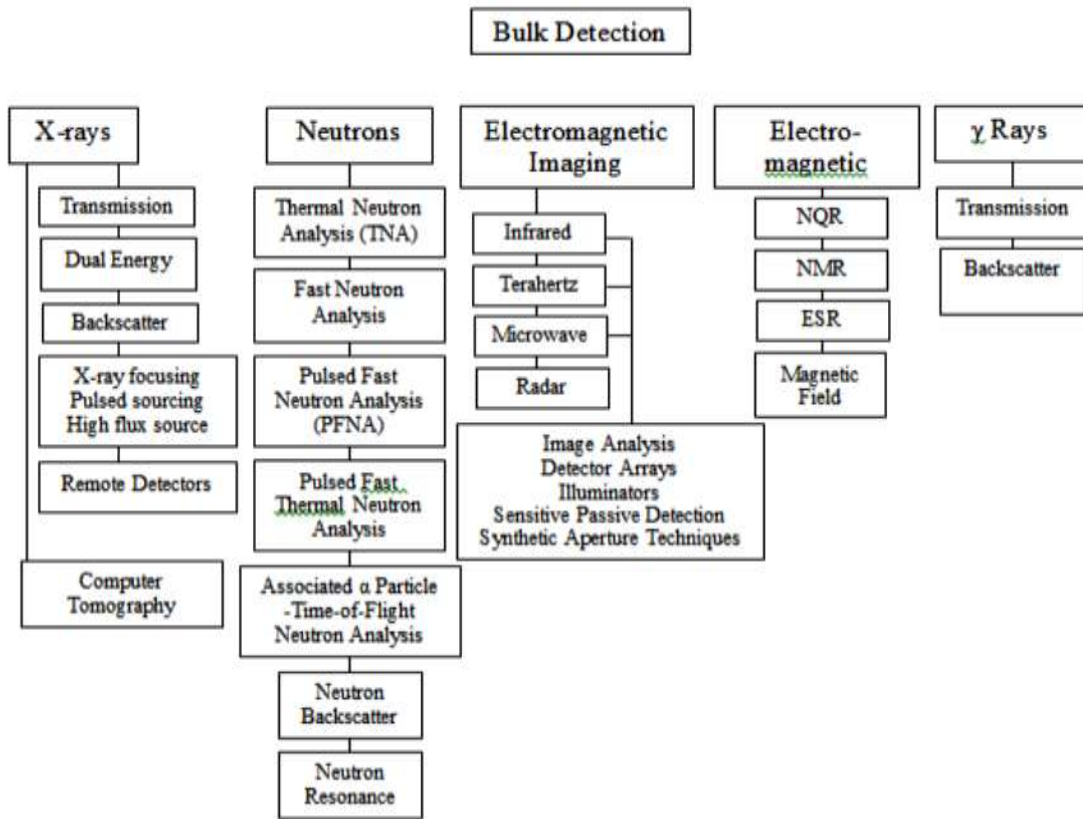 Bulk Detection
X-rays
Transmission
Dual Energy
Backscatter
X-ray focusing
Pulsed sourcing
High flux source
Remote Detectors
Computer
Tomography
Neutrons
Thermal Neutron
Analysis (TNA)
Fast Neutron
Analysis
Pulsed Fast
Neutron Analysis
(PFNA)
Pulsed Fast
Thermal Neutron
Analysis
Associated α Particle
-Time-of-Flight
Neutron Analysis
Neutron
Backscatter
Neutron
Resonance
Electromagnetic
Imaging
Infrared
Terahertz
Microwave
Radar
Image Analysis
Detector Arrays
Illuminators
Sensitive Passive Detection
Synthetic Aperture Techniques
Electro-
magnetic
NQR
NMR
ESR
Magnetic
Field
γ Rays
Transmission
Backscatter